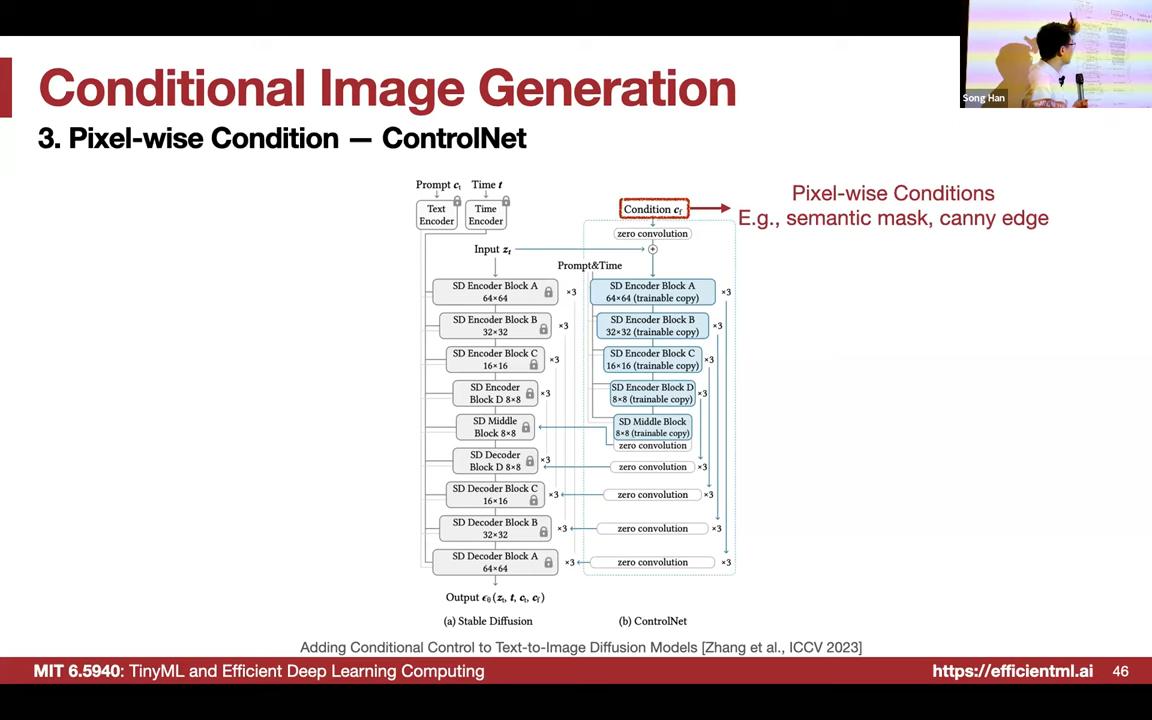 Song Han
Conditional Image Generation
3. Pixel-wise Condition — ControlNet
Prompt cₜ
Time t
Text
Encoder
Time
Encoder
Input zₜ
SD Encoder Block A
64×64
×3
SD Encoder Block B
32×32
×3
SD Encoder Block C
16×16
×3
SD Encoder
Block D 8×8
×3
SD Middle
Block 8×8
SD Decoder
Block D 8×8
×3
SD Decoder Block C
16×16
×3
SD Decoder Block B
32×32
×3
SD Decoder Block A
64×64
×3
Output ϵθ(zₜ, t, cₜ, c_f)
(a) Stable Diffusion
Condition c_f
zero convolution
+
Prompt&Time
SD Encoder Block A
64×64 (trainable copy)
×3
SD Encoder Block B
32×32 (trainable copy)
×3
SD Encoder Block C
16×16 (trainable copy)
×3
SD Encoder Block D
8×8 (trainable copy)
×3
SD Middle Block
8×8 (trainable copy)
zero convolution
zero convolution
×3
zero convolution
×3
zero convolution
×3
zero convolution
×3
(b) ControlNet
Pixel-wise Conditions
E.g., semantic mask, canny edge
Adding Conditional Control to Text-to-Image Diffusion Models [Zhang et al., ICCV 2023]
MIT 6.5940: TinyML and Efficient Deep Learning Computing
https://efficientml.ai
46